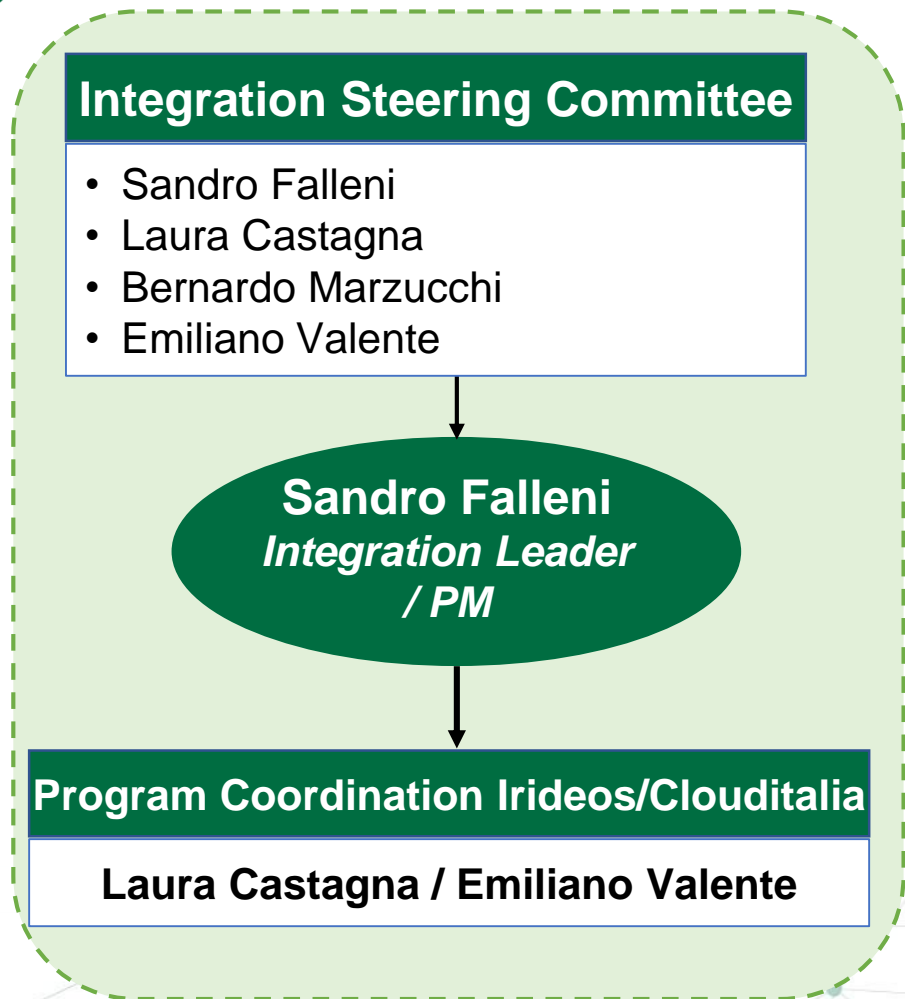 Integration Steering Committee
• Sandro Falleni
• Laura Castagna
• Bernardo Marzucchi
• Emiliano Valente
Sandro Falleni
Integration Leader
/ PM
Program Coordination Irideos/Clouditalia
Laura Castagna / Emiliano Valente